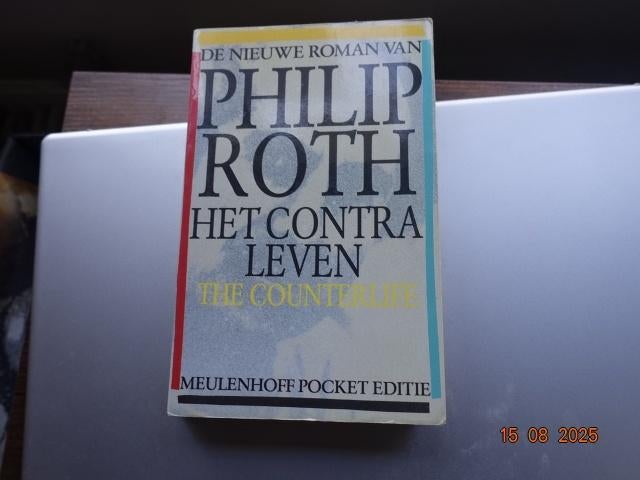 DE NIEUWE ROMAN VAN
PHILIP
ROTH
HET CONTRA
LEVEN
THE COUNTERLIFE
MEULENHOFF POCKET EDITIE
15 08 2025